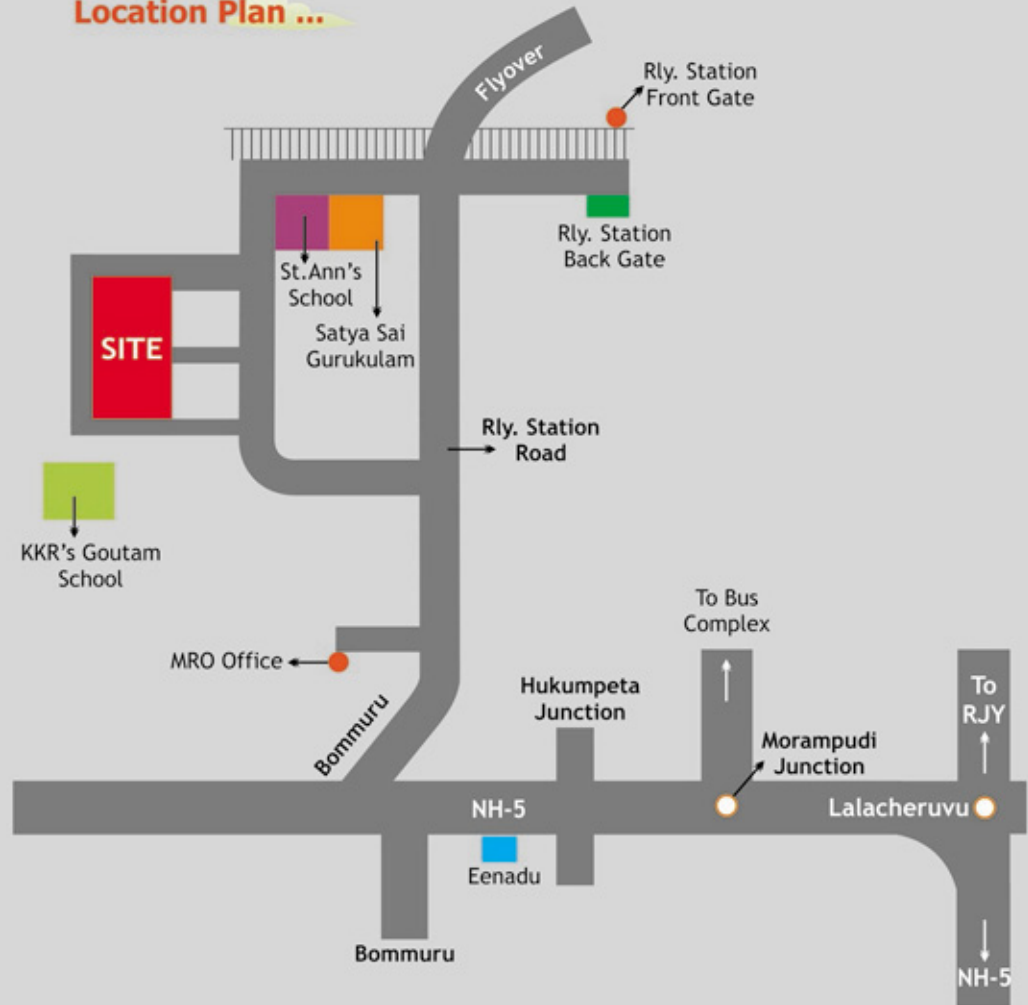 Location Plan ...
Flyover
Rly. Station
Front Gate
Rly. Station
Back Gate
St.Ann's
School
Satya Sai
Gurukulam
SITE
Rly. Station
Road
KKR's Goutam
School
To Bus
Complex
MRO Office
Hukumpeta
Junction
To
RJY
Bommuru
Morampudi
Junction
NH-5
Lalacheruvu
Eenadu
Bommuru
NH-5